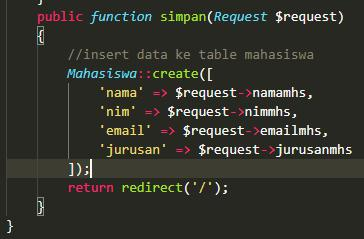 }
public function simpan(Request $request)
{
//insert data ke table mahasiswa
Mahasiswa::create([
'nama' => $request->namamhs,
'nim' => $request->nimmhs,
'email' => $request->emailmhs,
'jurusan' => $request->jurusanmhs
]);
return redirect('/');
}
}